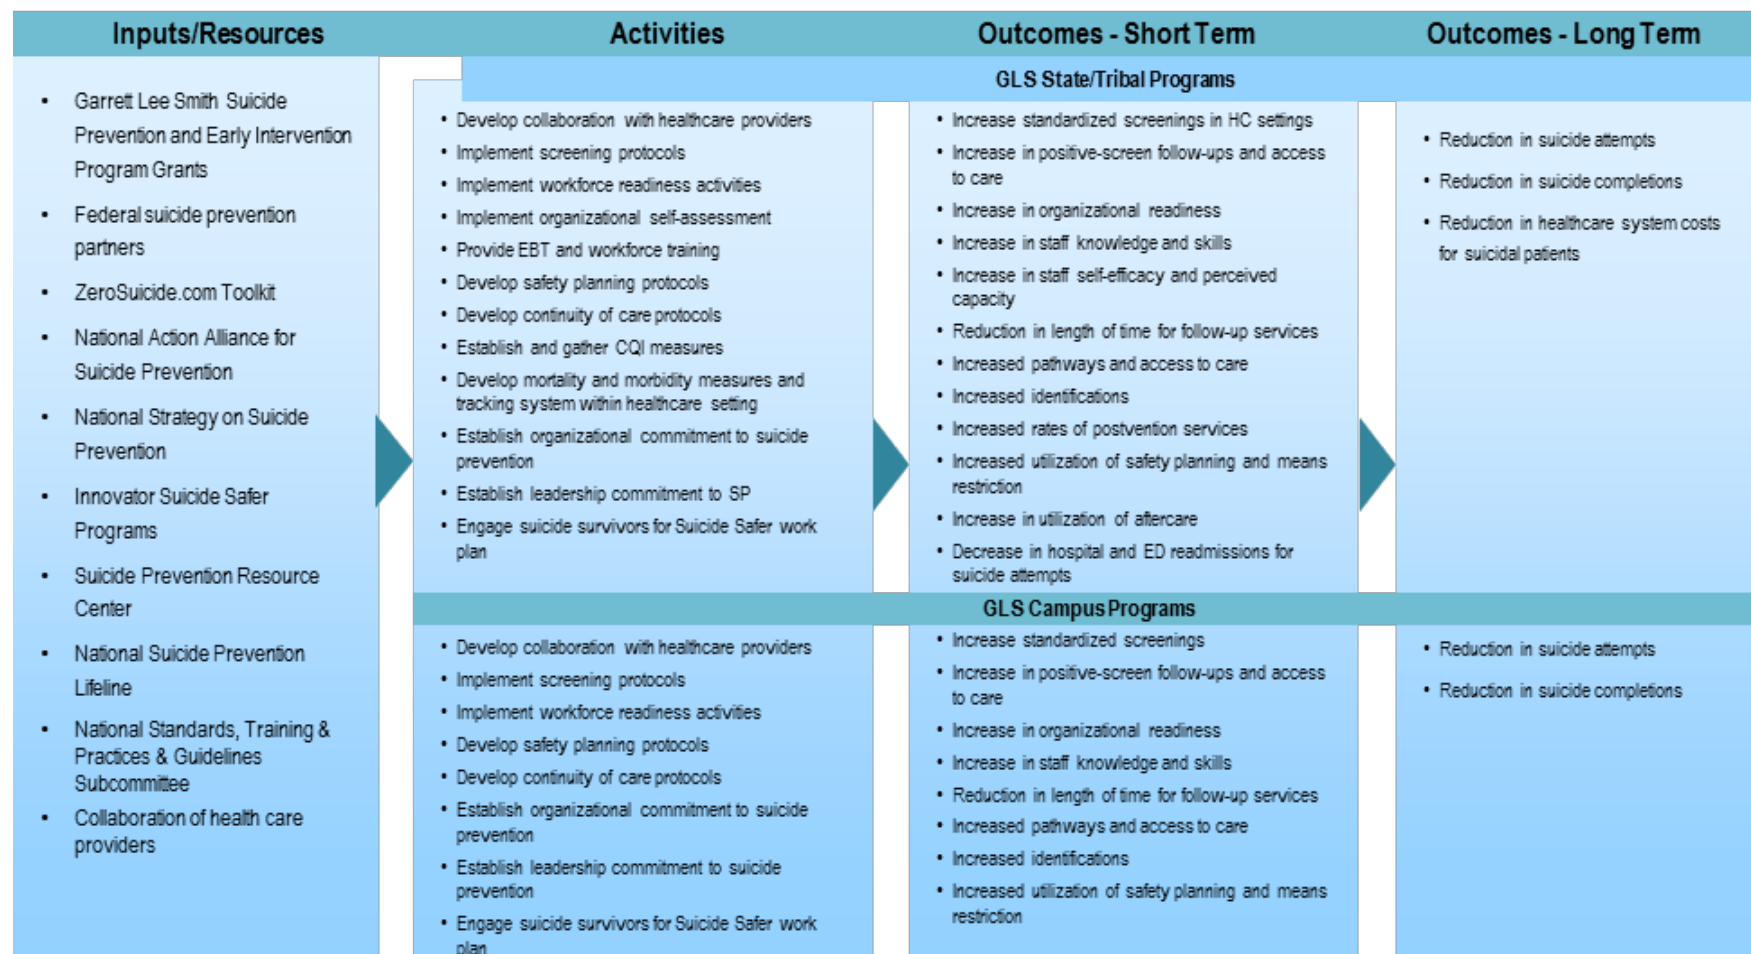 Inputs/Resources
Activities
Outcomes - Short Term
Outcomes - Long Term
• Garrett Lee Smith Suicide
Prevention and Early Intervention
Program Grants
• Federal suicide prevention
partners
• ZeroSuicide.com Toolkit
• National Action Alliance for
Suicide Prevention
• National Strategy on Suicide
Prevention
• Innovator Suicide Safer
Programs
• Suicide Prevention Resource
Center
• National Suicide Prevention
Lifeline
• National Standards, Training &
Practices & Guidelines
Subcommittee
• Collaboration of health care
providers
GLS State/Tribal Programs
• Develop collaboration with healthcare providers
• Implement screening protocols
• Implement workforce readiness activities
• Implement organizational self-assessment
• Provide EBT and workforce training
• Develop safety planning protocols
• Develop continuity of care protocols
• Establish and gather CQI measures
• Develop mortality and morbidity measures and
tracking system within healthcare setting
• Establish organizational commitment to suicide
prevention
• Establish leadership commitment to SP
• Engage suicide survivors for Suicide Safer work
plan
• Increase standardized screenings in HC settings
• Increase in positive-screen follow-ups and access
to care
• Increase in organizational readiness
• Increase in staff knowledge and skills
• Increase in staff self-efficacy and perceived
capacity
• Reduction in length of time for follow-up services
• Increased pathways and access to care
• Increased identifications
• Increased rates of postvention services
• Increased utilization of safety planning and means
restriction
• Increase in utilization of aftercare
• Decrease in hospital and ED readmissions for
suicide attempts
• Reduction in suicide attempts
• Reduction in suicide completions
• Reduction in healthcare system costs
for suicidal patients
GLS Campus Programs
• Develop collaboration with healthcare providers
• Implement screening protocols
• Implement workforce readiness activities
• Develop safety planning protocols
• Develop continuity of care protocols
• Establish organizational commitment to suicide
prevention
• Establish leadership commitment to suicide
prevention
• Engage suicide survivors for Suicide Safer work
plan
• Increase standardized screenings
• Increase in positive-screen follow-ups and access
to care
• Increase in organizational readiness
• Increase in staff knowledge and skills
• Reduction in length of time for follow-up services
• Increased pathways and access to care
• Increased identifications
• Increased utilization of safety planning and means
restriction
• Reduction in suicide attempts
• Reduction in suicide completions